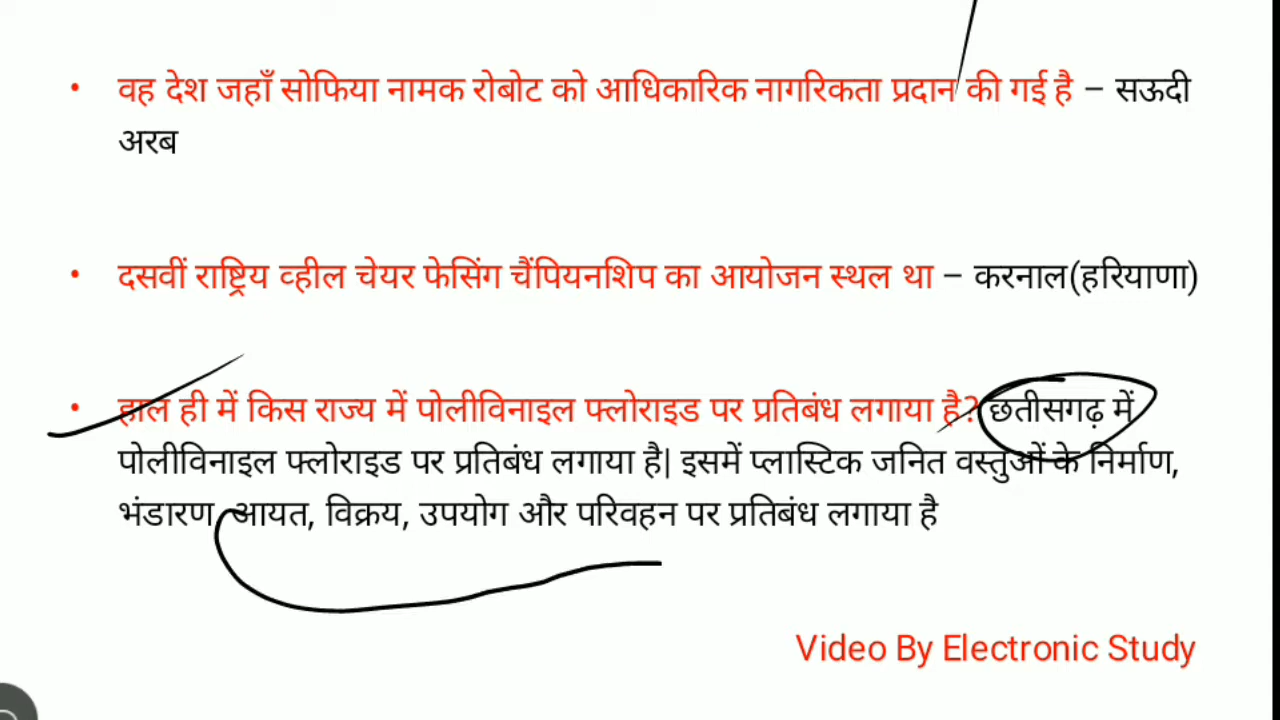 • वह देश जहाँ सोफिया नामक रोबोट को आधिकारिक नागरिकता प्रदान की गई है – सऊदी
अरब
• दसवीं राष्ट्रिय व्हील चेयर फेसिंग चैंपियनशिप का आयोजन स्थल था – करनाल(हरियाणा)
• हाल ही में किस राज्य में पोलीविनाइल फ्लोराइड पर प्रतिबंध लगाया है? छतीसगढ़ में
पोलीविनाइल फ्लोराइड पर प्रतिबंध लगाया है| इसमें प्लास्टिक जनित वस्तुओं के निर्माण,
भंडारण, आयत, विक्रय, उपयोग और परिवहन पर प्रतिबंध लगाया है
Video By Electronic Study